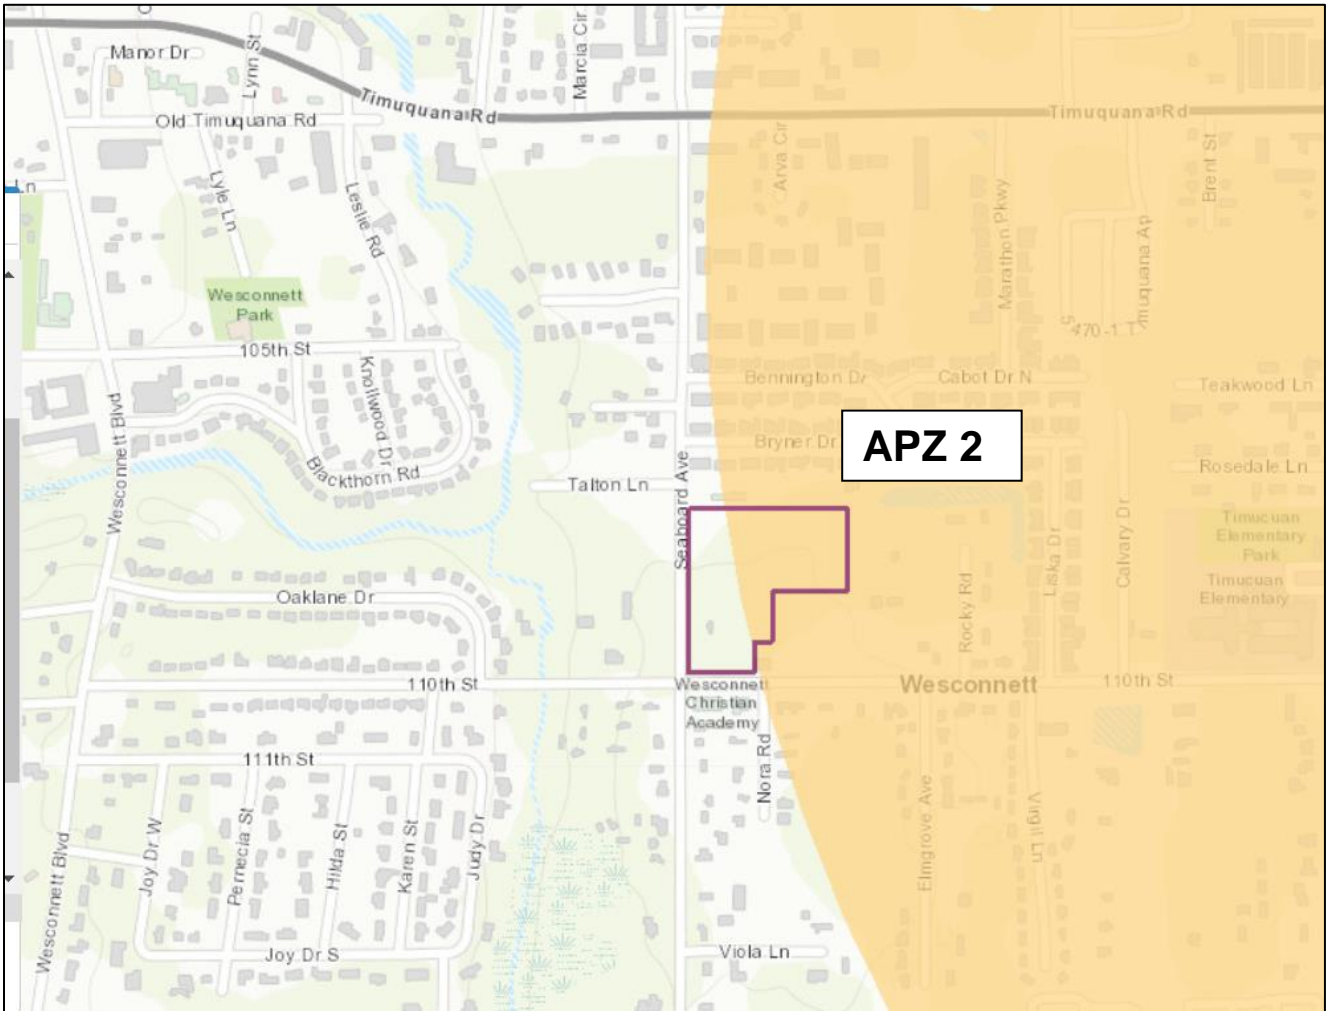 Manor Dr
Lynn St
Marcia Cir
Timuquana Rd
Timuquana Rd
Old Timuquana Rd
Ln
Lyle Ln
Leslie Rd
Arva Cir
Marathon Pkwy
Brent St
muquana Ap
Wesconnett
Park
470-1 T
105th St
Knollwood Dr
Bennington Dr
Cabot Dr N
Teakwood Ln
Wesconnett Blvd
Blackthorn Rd
Bryner Dr
APZ 2
Rosedale Ln
Talton Ln
Seaboard Ave
Timucuan
Elementary
Park
Timucuan
Elementary
Liska Dr
Calvary Dr
Rocky Rd
Oaklane Dr
110th St
Wesconnett
Christian
Academy
Wesconnett
110th St
111th St
Nora Rd
Wesconnett Blvd
Joy Dr W
Pernecia St
Hilda St
Karen St
Judy Dr
Elmgrove Ave
Virgil Ln
Joy Dr S
Viola Ln